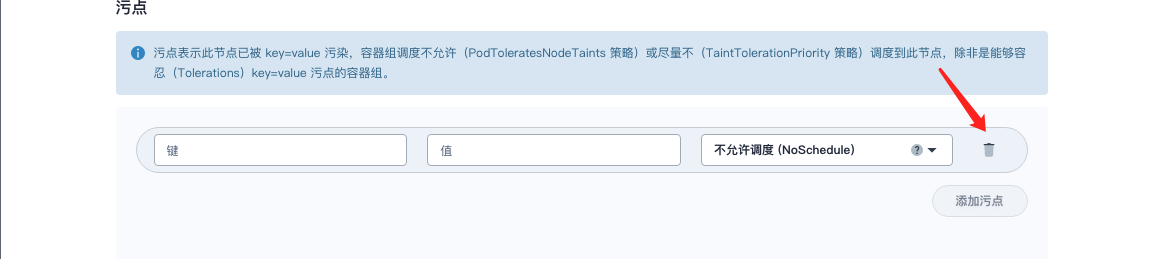 污点
污点表示此节点已被 key=value 污染，容器组调度不允许（PodToleratesNodeTaints 策略）或尽量不（TaintTolerationPriority 策略）调度到此节点，除非是能够容
忍（Tolerations）key=value 污点的容器组。
键 值 不允许调度 (NoSchedule) ?
添加污点